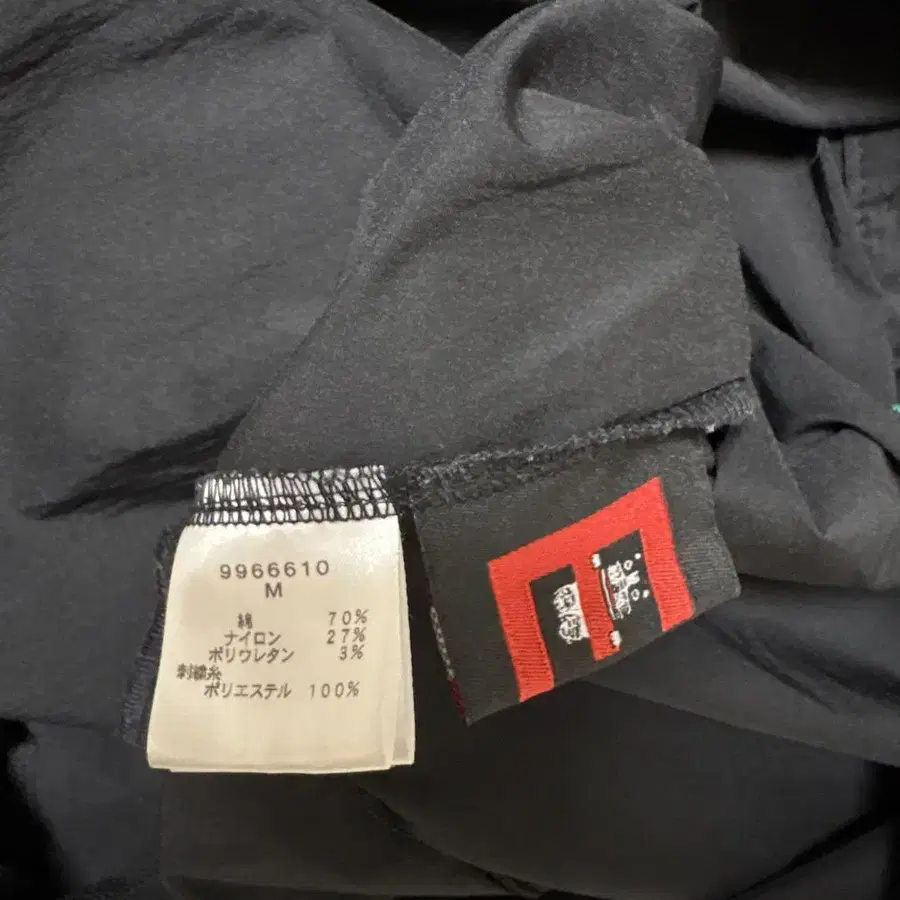 9966610
M
綿 70%
ナイロン 27%
ポリウレタン 3%
刺繍糸
ポリエステル 100%